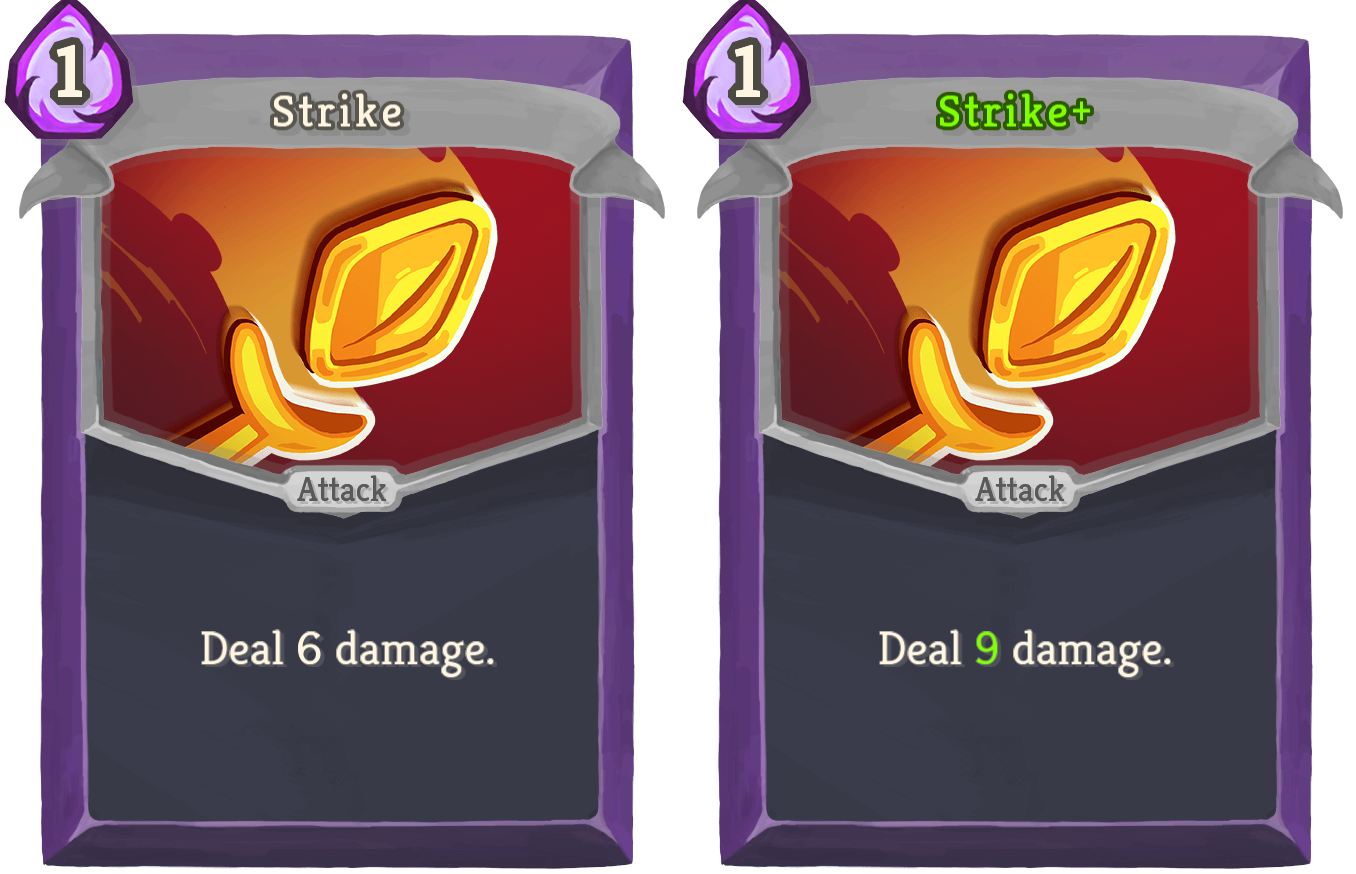 1
Strike
Attack
Deal 6 damage.
1
Strike+
Attack
Deal 9 damage.